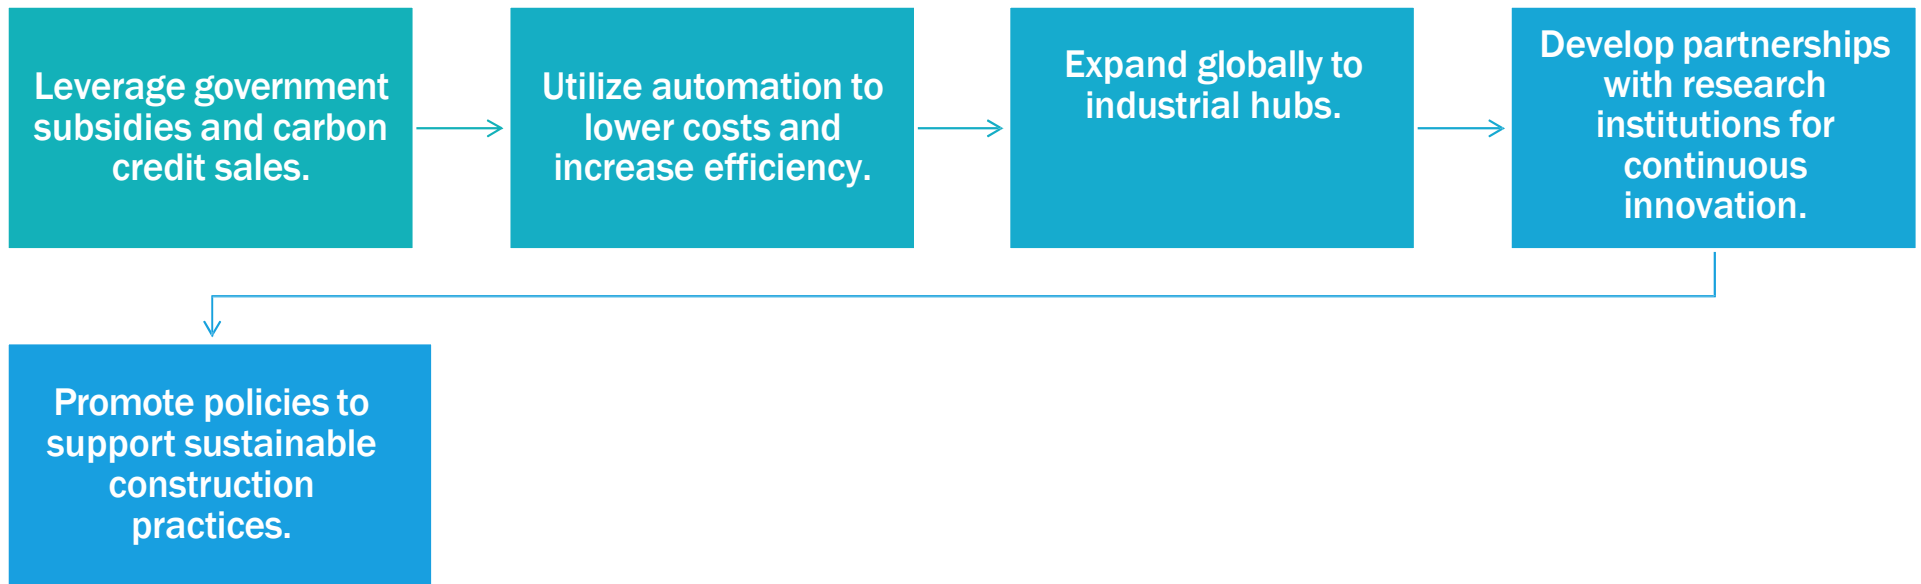 Leverage government
subsidies and carbon
credit sales.
Utilize automation to
lower costs and
increase efficiency.
Expand globally to
industrial hubs.
Develop partnerships
with research
institutions for
continuous
innovation.
Promote policies to
support sustainable
construction
practices.